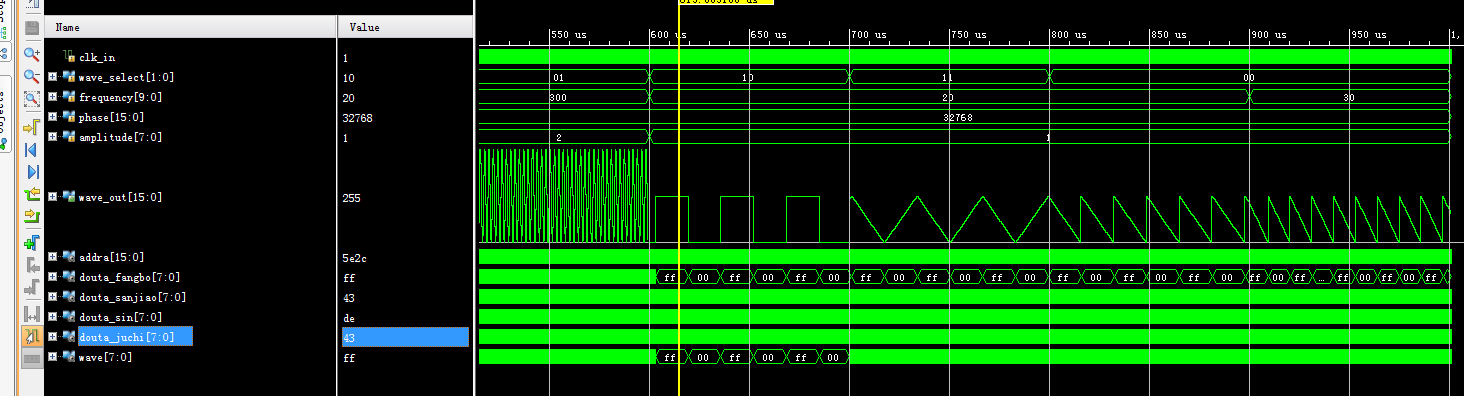 Name Value
550 us 600 us 650 us 700 us 750 us 800 us 850 us 900 us 950 us 1,
clk_in 1
wave_select[1:0] 10 01 10 11 00
frequency[9:0] 20 300 20 30
phase[15:0] 32768 32768
amplitude[7:0] 1 2 1
wave_out[15:0] 255
addra[15:0] 5e2c
douta_fangbo[7:0] ff ff 00 ff 00 ff 00 ff 00 ff 00 ff 00 ff 00 ff 00 ff 00 ff 00 ff ... ff 00 ff 00 ff
douta_sanjiao[7:0] 43
douta_sin[7:0] de
douta_juchi[7:0] 43
wave[7:0] ff ff 00 ff 00 ff 00